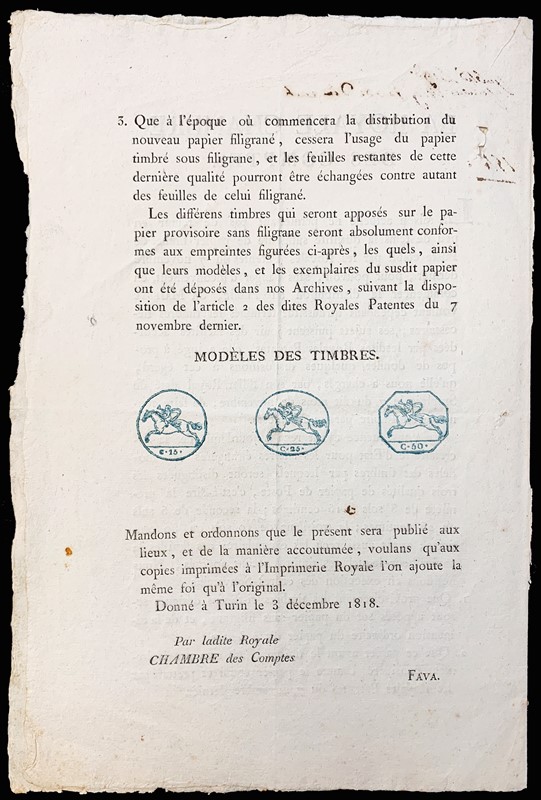 3. Que à l'époque où commencera la distribution du
nouveau papier filigrané, cessera l'usage du papier
timbré sous filigrane, et les feuilles restantes de cette
dernière qualité pourront être échangées contre autant
des feuilles de celui filigrané.
Les différens timbres qui seront apposés sur le pa-
pier provisoire sans filigrane seront absolument confor-
mes aux empreintes figurées ci-après, les quels, ainsi
que leurs modèles, et les exemplaires du susdit papier
ont été déposés dans nos Archives, suivant la dispo-
sition de l'article 2 des dites Royales Patentes du 7
novembre dernier.
MODÈLES DES TIMBRES.
C. 15. C. 25. C. 50.
Mandons et ordonnons que le présent sera publié aux
lieux, et de la manière accoutumée, voulans qu'aux
copies imprimées à l'Imprimerie Royale l'on ajoute la
même foi qu'à l'original.
Donné à Turin le 3 décembre 1818.
Par ladite Royale
CHAMBRE des Comptes
FAVA.